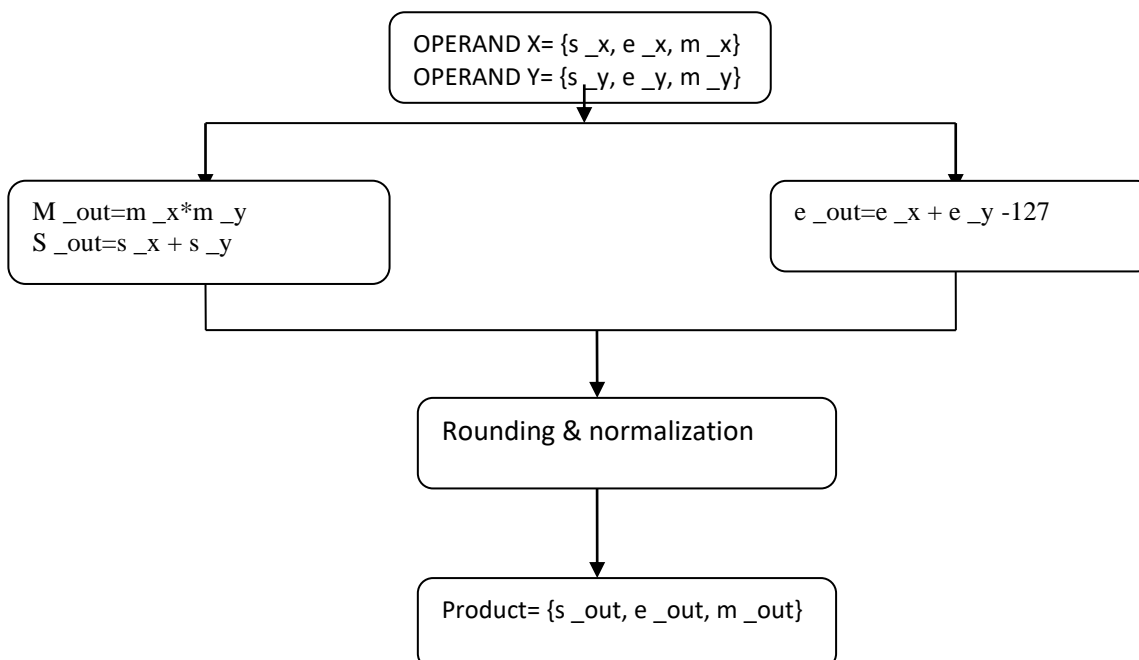 OPERAND X= {s _x, e _x, m _x}
OPERAND Y= {s _y, e _y, m _y}
M _out=m _x*m _y
S _out=s _x + s _y
e _out=e _x + e _y -127
Rounding & normalization
Product= {s _out, e _out, m _out}